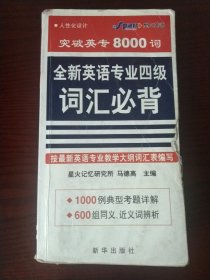 •人性化设计
突破英专8000词
全新英语专业四级
词汇必背
按最新英语专业教学大纲词汇表编写
星火记忆研究所 马德高 主编
•1000例典型考题详解
•600组同义、近义词辨析
新华出版社